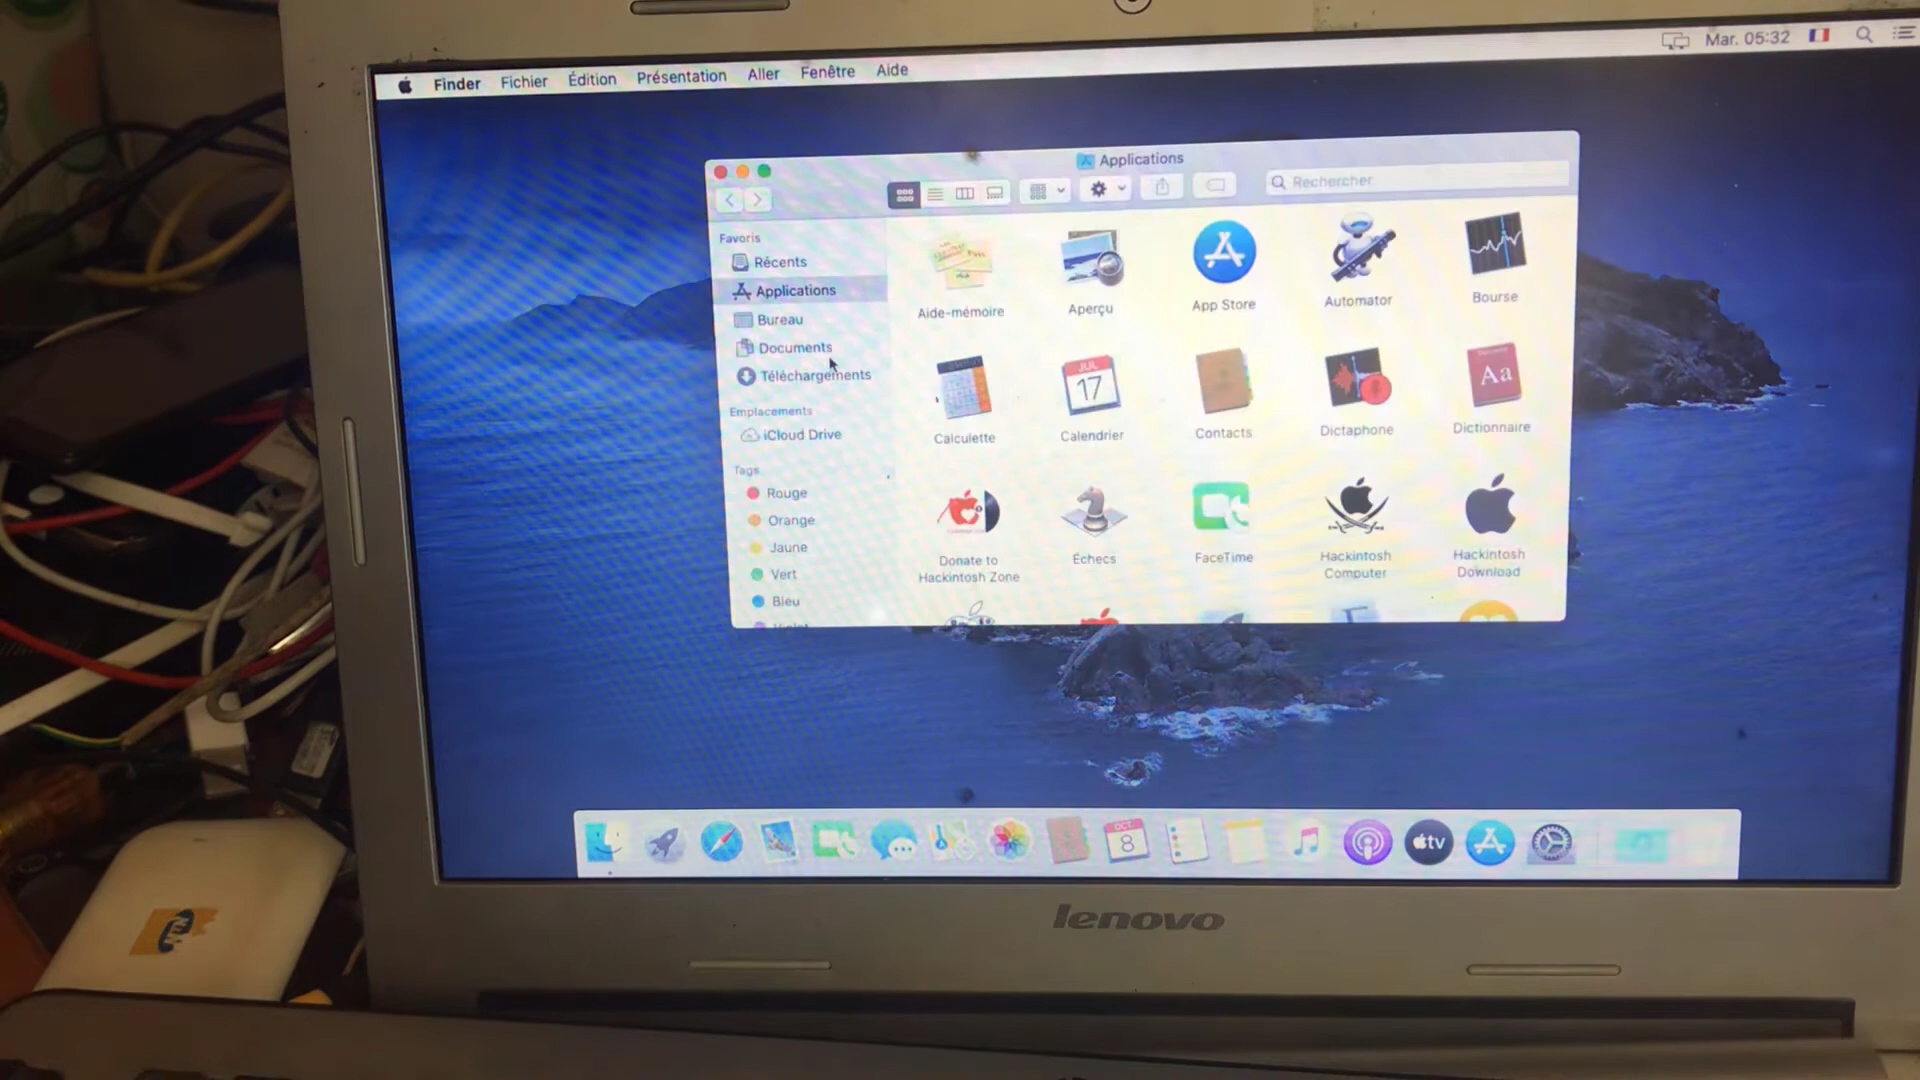 Finder Fichier Édition Présentation Aller Fenêtre Aide
Mar. 05:32
Applications
Rechercher
Favoris
Récents
Applications
Bureau
Documents
Téléchargements
Emplacements
iCloud Drive
Tags
Rouge
Orange
Jaune
Vert
Bleu
Violet
Aide-mémoire
Aperçu
App Store
Automator
Bourse
JUL
17
Aa
Calculette
Calendrier
Contacts
Dictaphone
Dictionnaire
Donate to
Hackintosh Zone
Échecs
FaceTime
Hackintosh
Computer
Hackintosh
Download
OCT
8
tv
lenovo
MTN